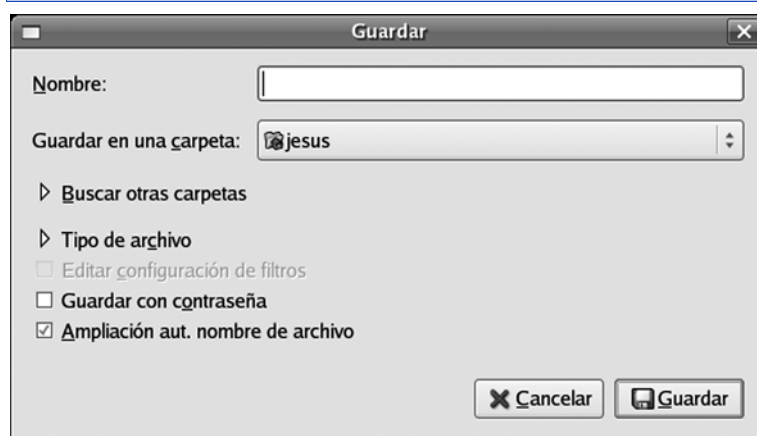 Guardar
Nombre:
Guardar en una carpeta: jesus
Buscar otras carpetas
Tipo de archivo
Editar configuración de filtros
Guardar con contraseña
Ampliación aut. nombre de archivo
Cancelar Guardar